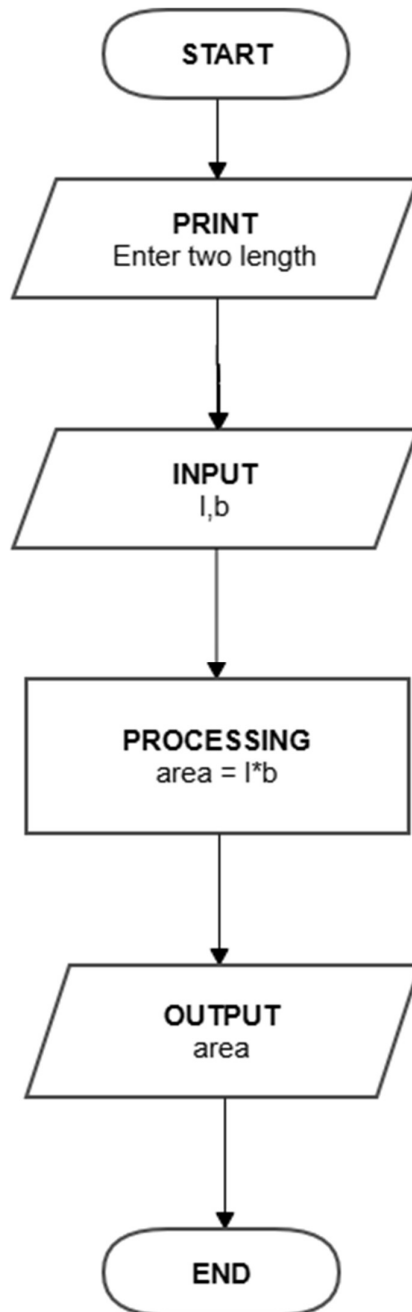 START
PRINT
Enter two length
INPUT
l,b
PROCESSING
area = l*b
OUTPUT
area
END